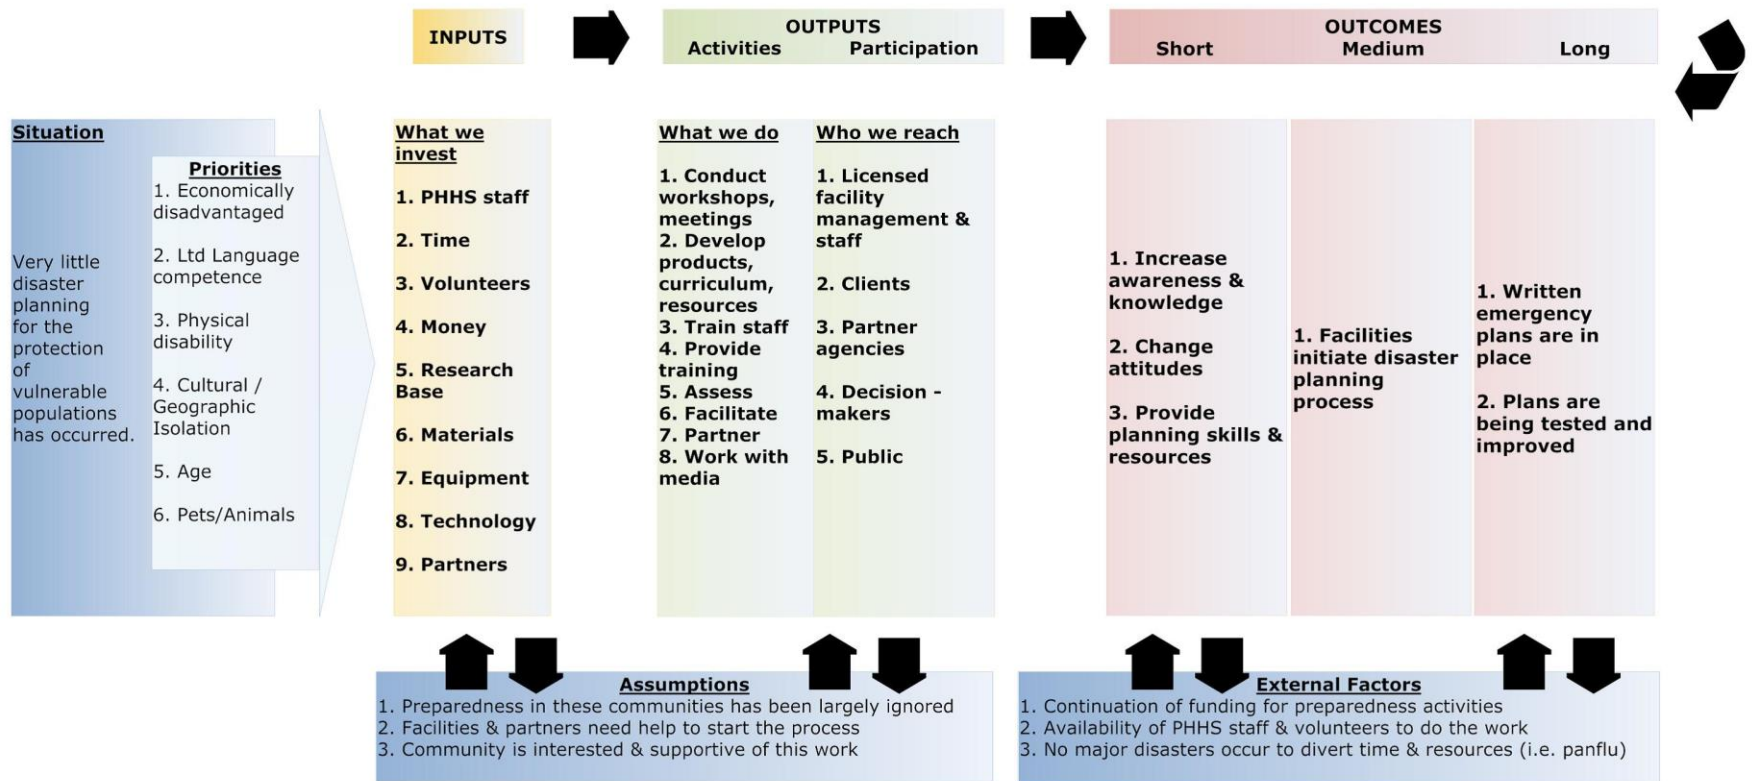 INPUTS
OUTPUTS
Activities Participation
OUTCOMES
Short Medium Long
Situation
Very little
disaster
planning
for the
protection
of
vulnerable
populations
has occurred.
Priorities
1. Economically
disadvantaged
2. Ltd Language
competence
3. Physical
disability
4. Cultural /
Geographic
Isolation
5. Age
6. Pets/Animals
What we
invest
1. PHHS staff
2. Time
3. Volunteers
4. Money
5. Research
Base
6. Materials
7. Equipment
8. Technology
9. Partners
What we do
1. Conduct
workshops,
meetings
2. Develop
products,
curriculum,
resources
3. Train staff
4. Provide
training
5. Assess
6. Facilitate
7. Partner
8. Work with
media
Who we reach
1. Licensed
facility
management &
staff
2. Clients
3. Partner
agencies
4. Decision -
makers
5. Public
1. Increase
awareness &
knowledge
2. Change
attitudes
3. Provide
planning skills &
resources
1. Facilities
initiate disaster
planning
process
1. Written
emergency
plans are in
place
2. Plans are
being tested and
improved
Assumptions
1. Preparedness in these communities has been largely ignored
2. Facilities & partners need help to start the process
3. Community is interested & supportive of this work
External Factors
1. Continuation of funding for preparedness activities
2. Availability of PHHS staff & volunteers to do the work
3. No major disasters occur to divert time & resources (i.e. panflu)